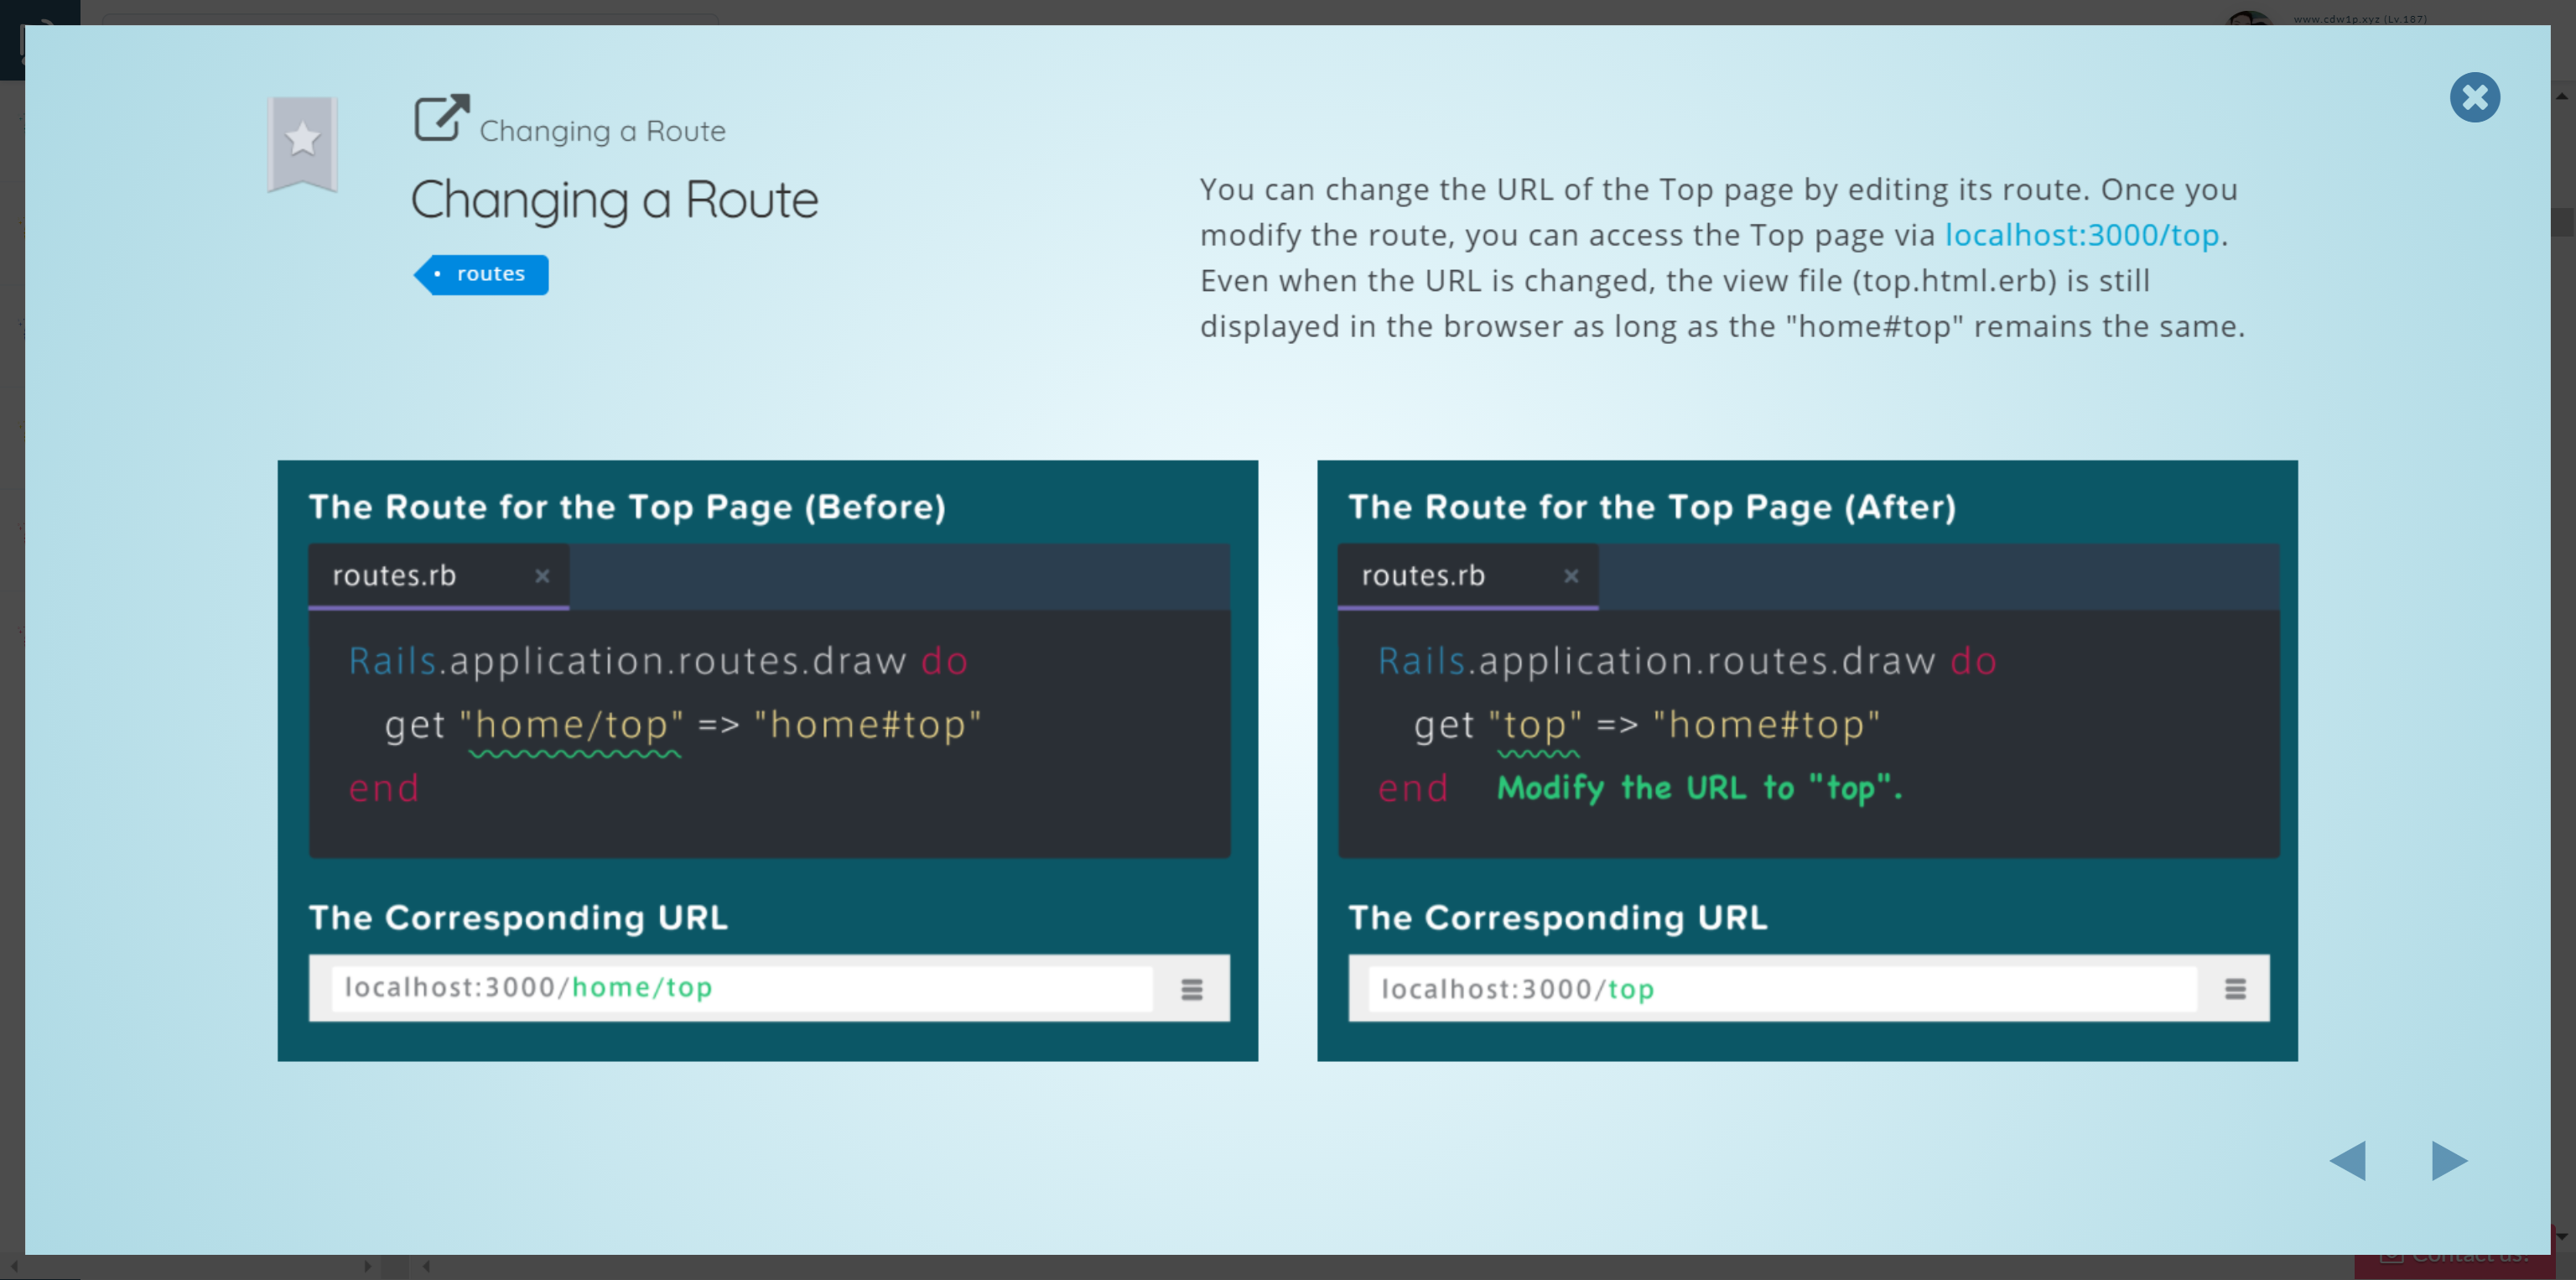 www.cdw1p.xyz (Lv.187)
Changing a Route
Changing a Route
routes
You can change the URL of the Top page by editing its route. Once you
modify the route, you can access the Top page via localhost:3000/top.
Even when the URL is changed, the view file (top.html.erb) is still
displayed in the browser as long as the "home#top" remains the same.
The Route for the Top Page (Before)
routes.rb
Rails.application.routes.draw do
get "home/top" => "home#top"
end
The Corresponding URL
localhost:3000/home/top
The Route for the Top Page (After)
routes.rb
Rails.application.routes.draw do
get "top" => "home#top"
end Modify the URL to "top".
The Corresponding URL
localhost:3000/top
Contact us!